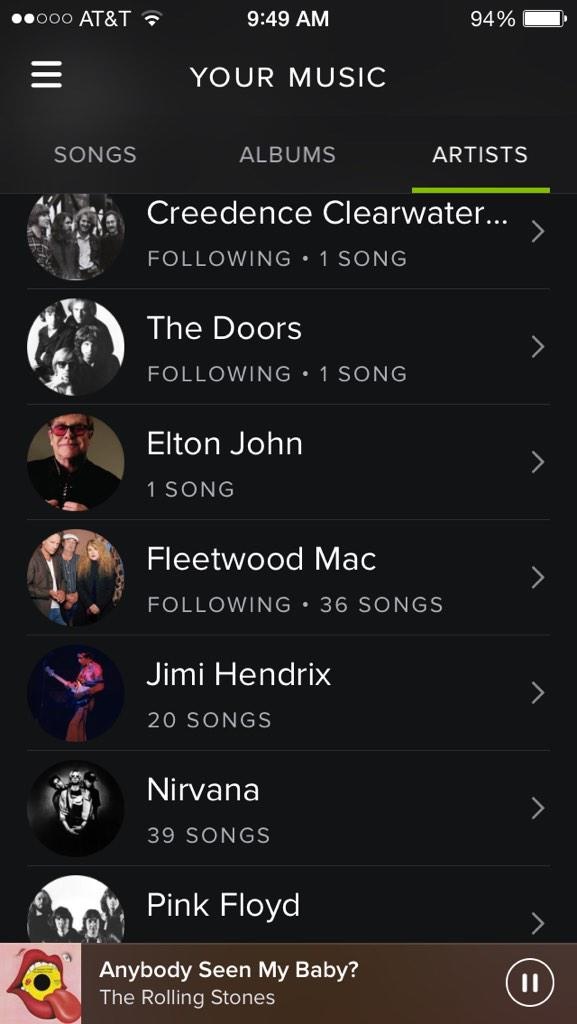 AT&T 9:49 AM 94%
YOUR MUSIC
SONGS ALBUMS ARTISTS
Creedence Clearwater...
FOLLOWING • 1 SONG
The Doors
FOLLOWING • 1 SONG
Elton John
1 SONG
Fleetwood Mac
FOLLOWING • 36 SONGS
Jimi Hendrix
20 SONGS
Nirvana
39 SONGS
Pink Floyd
Anybody Seen My Baby?
The Rolling Stones